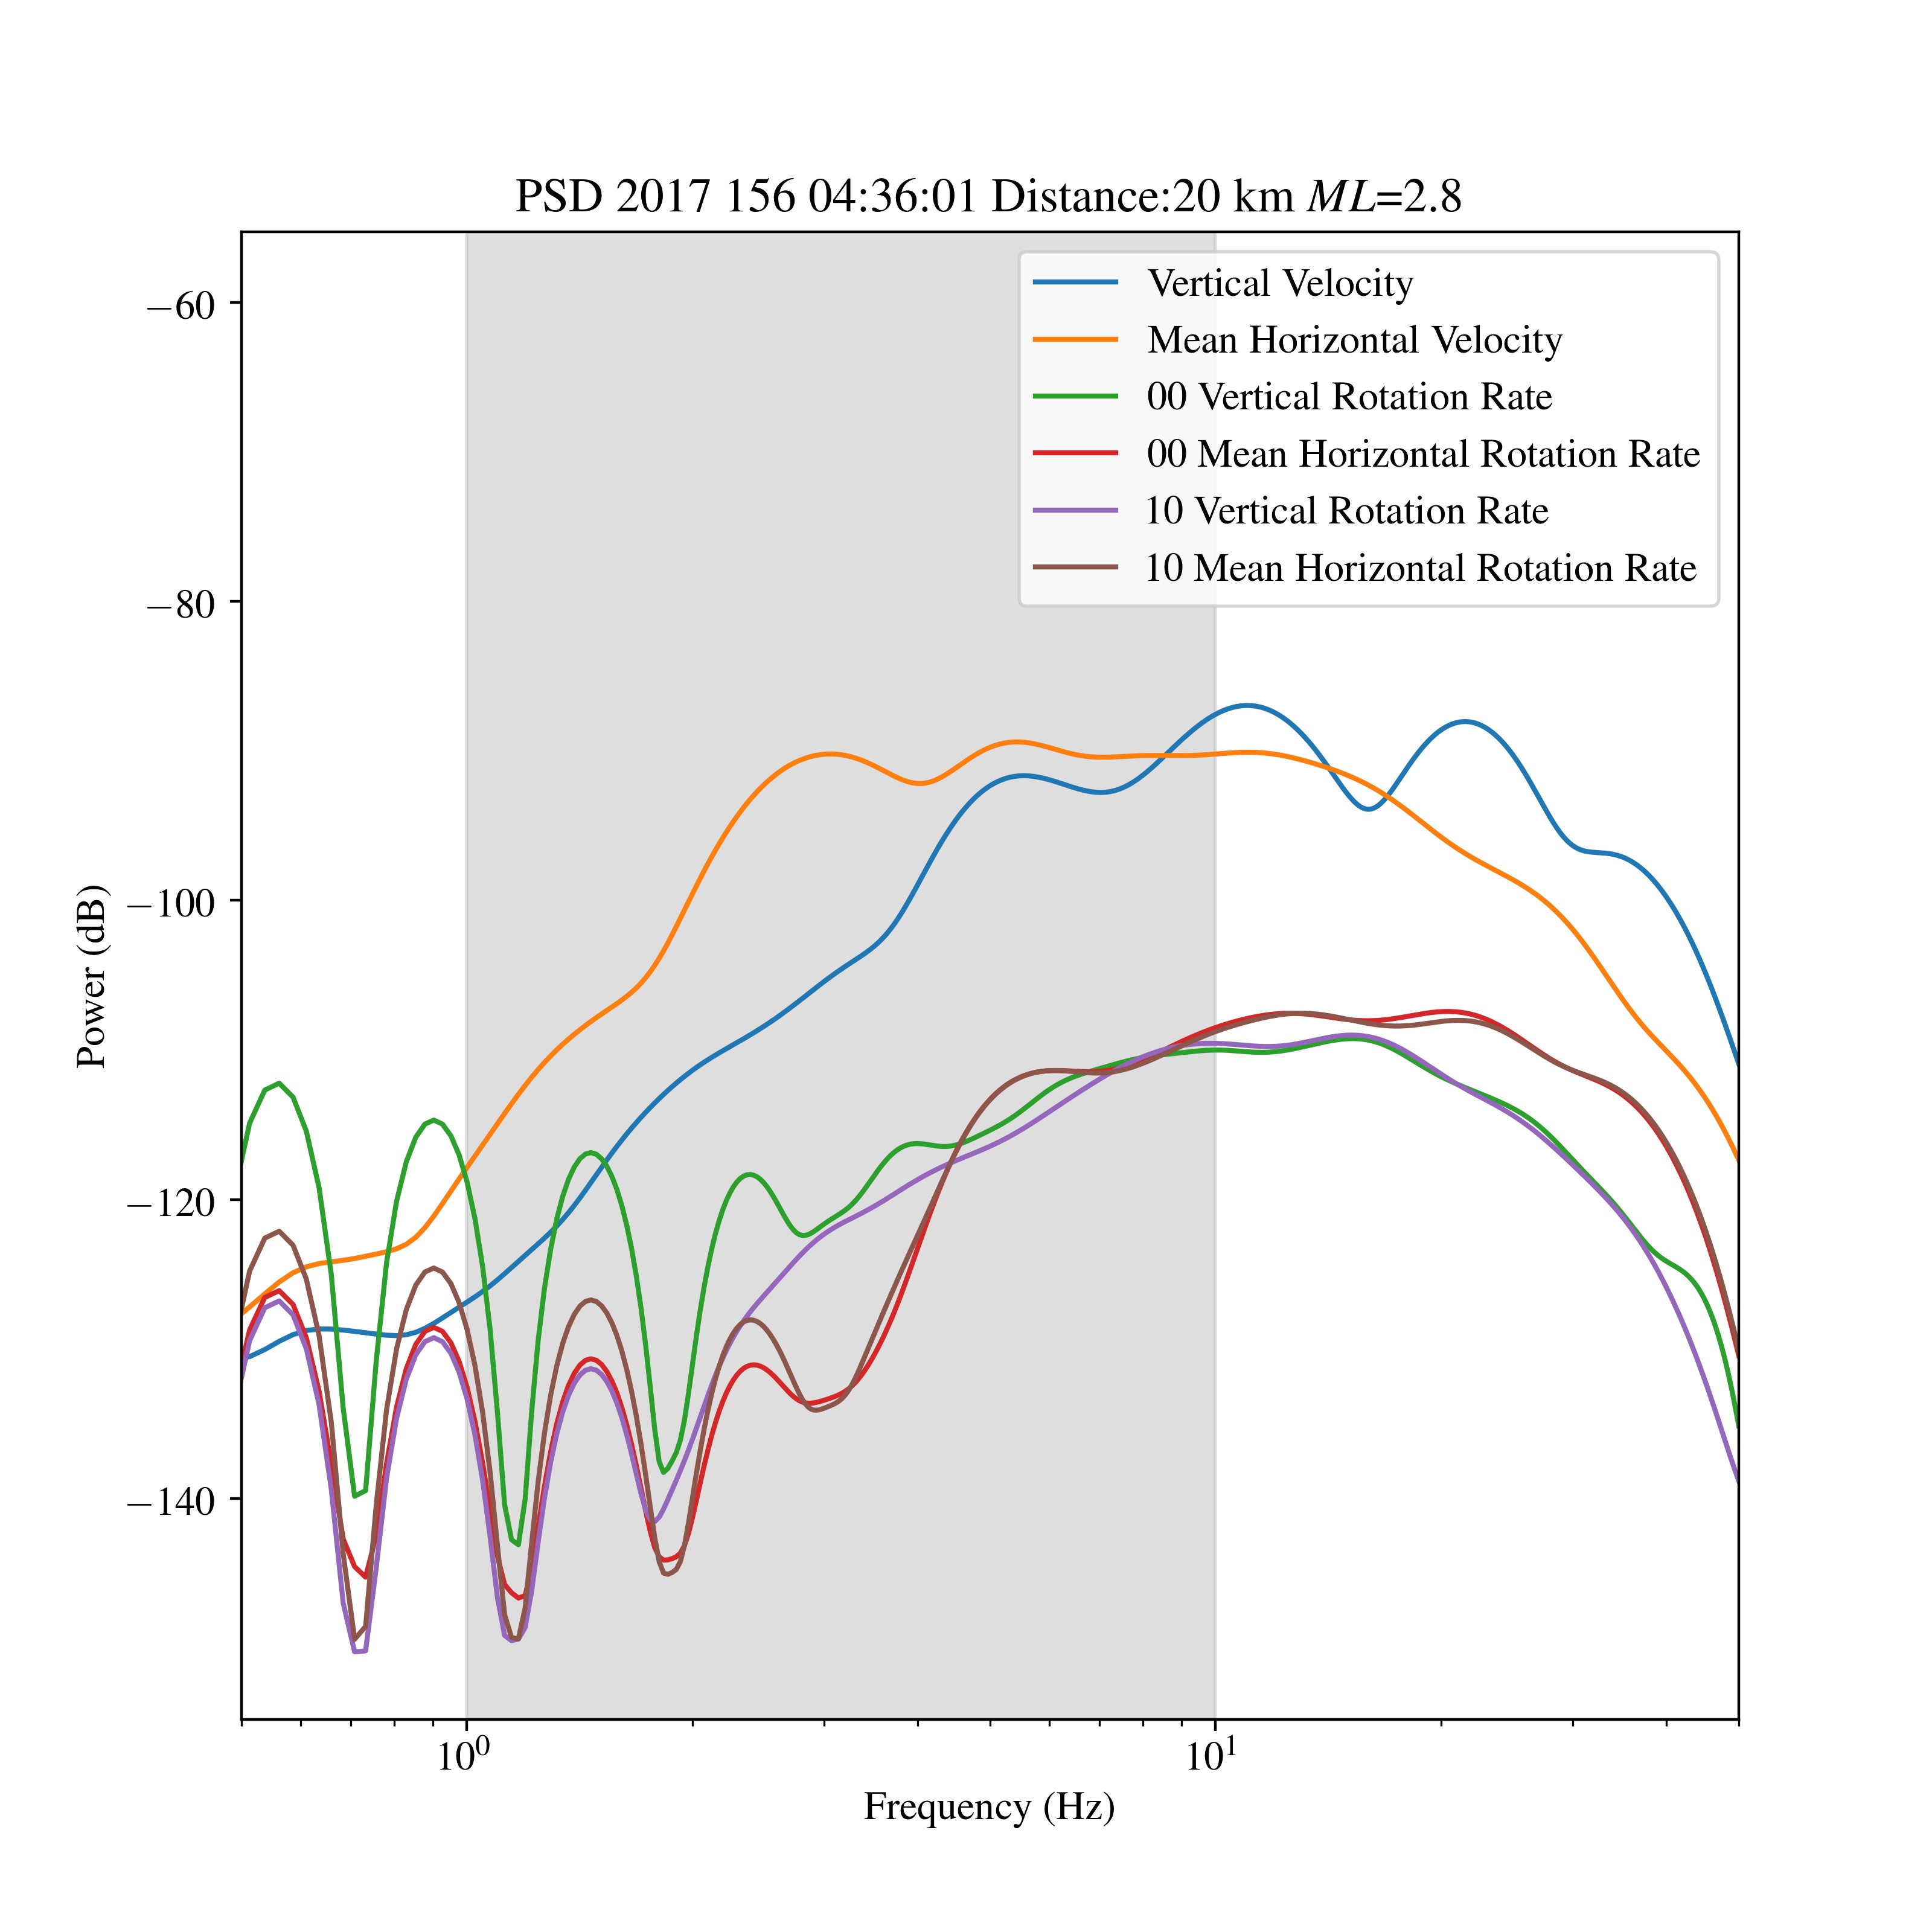 PSD 2017 156 04:36:01 Distance:20 km ML=2.8
Vertical Velocity
Mean Horizontal Velocity
00 Vertical Rotation Rate
00 Mean Horizontal Rotation Rate
10 Vertical Rotation Rate
10 Mean Horizontal Rotation Rate
−60
−80
−100
−120
−140
Power (dB)
10⁰
10¹
Frequency (Hz)